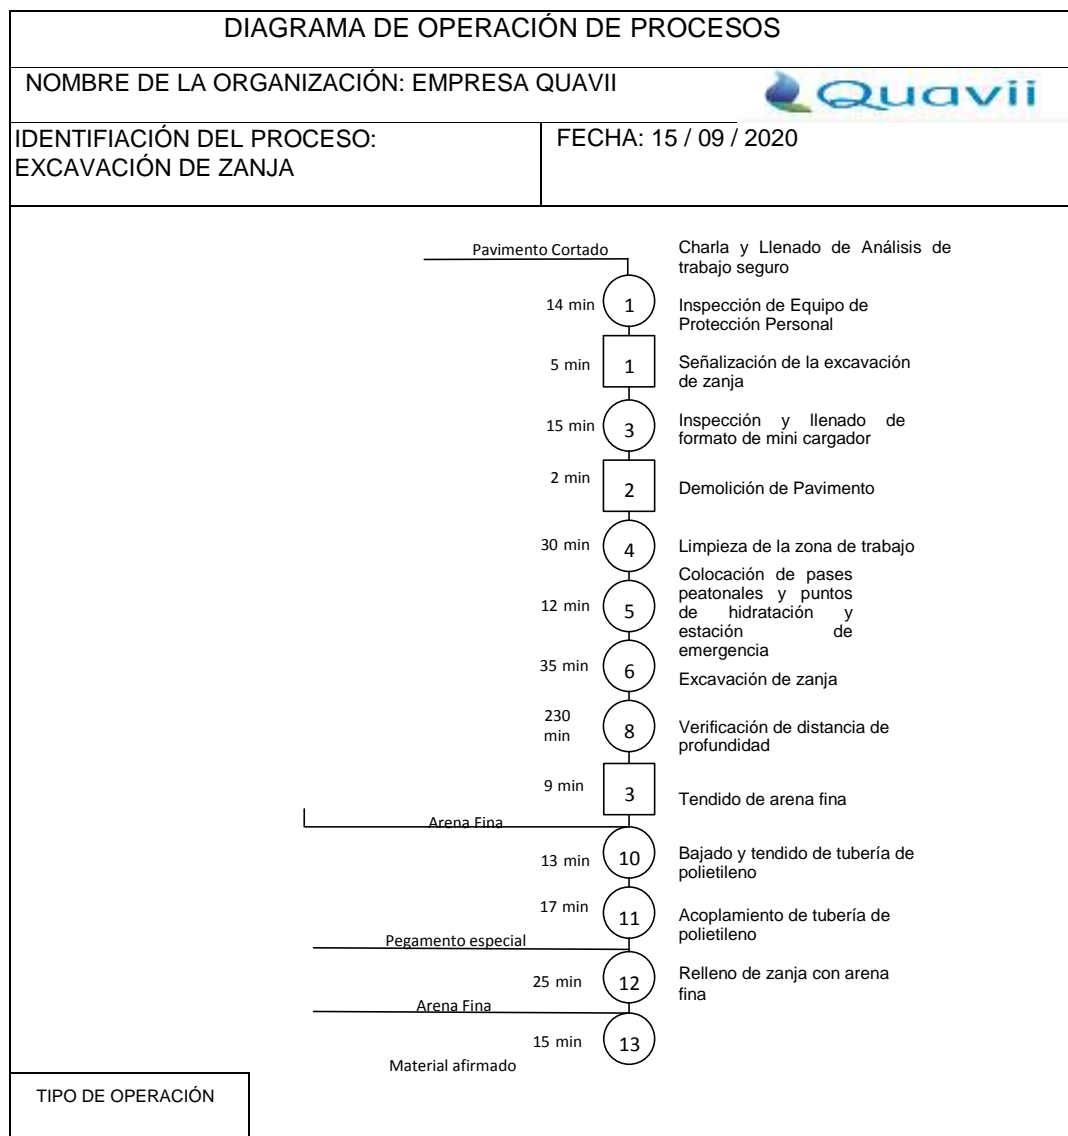 DIAGRAMA DE OPERACIÓN DE PROCESOS
NOMBRE DE LA ORGANIZACIÓN: EMPRESA QUAVII
Quavii
IDENTIFIACIÓN DEL PROCESO:
EXCAVACIÓN DE ZANJA
FECHA: 15 / 09 / 2020
Pavimento Cortado
Charla y Llenado de Análisis de
trabajo seguro
14 min
1
Inspección de Equipo de
Protección Personal
5 min
1
Señalización de la excavación
de zanja
15 min
3
Inspección y llenado de
formato de mini cargador
2 min
2
Demolición de Pavimento
30 min
4
Limpieza de la zona de trabajo
12 min
5
Colocación de pases
peatonales y puntos
de hidratación y
estación de
emergencia
35 min
6
Excavación de zanja
230
min
8
Verificación de distancia de
profundidad
9 min
3
Tendido de arena fina
Arena Fina
13 min
10
Bajado y tendido de tubería de
polietileno
17 min
11
Acoplamiento de tubería de
polietileno
Pegamento especial
25 min
12
Relleno de zanja con arena
fina
Arena Fina
15 min
13
Material afirmado
TIPO DE OPERACIÓN